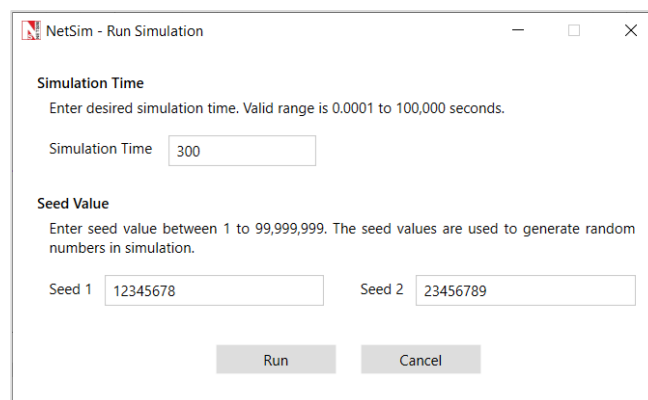 NetSim - Run Simulation
Simulation Time
Enter desired simulation time. Valid range is 0.0001 to 100,000 seconds.
Simulation Time 300
Seed Value
Enter seed value between 1 to 99,999,999. The seed values are used to generate random
numbers in simulation.
Seed 1 12345678 Seed 2 23456789
Run Cancel